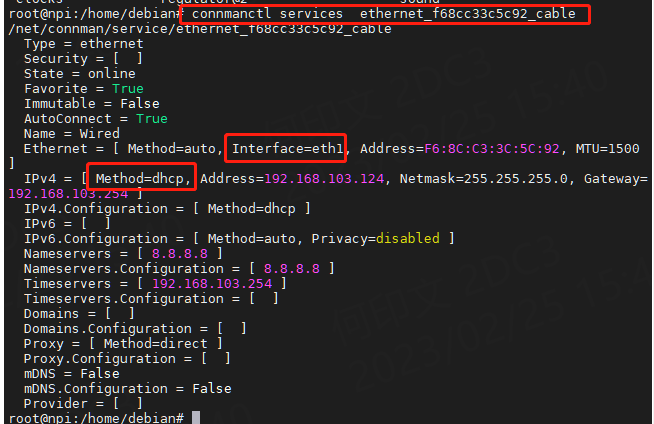 root@npi:/home/debian# connmanctl services  ethernet_f68cc33c5c92_cable
/net/connman/service/ethernet_f68cc33c5c92_cable
  Type = ethernet
  Security = [  ]
  State = online
  Favorite = True
  Immutable = False
  AutoConnect = True
  Name = Wired
  Ethernet = [ Method=auto, Interface=eth1, Address=F6:8C:C3:3C:5C:92, MTU=1500
]
  IPv4 = [ Method=dhcp, Address=192.168.103.124, Netmask=255.255.255.0, Gateway=
192.168.103.254 ]
  IPv4.Configuration = [ Method=dhcp ]
  IPv6 = [  ]
  IPv6.Configuration = [ Method=auto, Privacy=disabled ]
  Nameservers = [ 8.8.8.8 ]
  Nameservers.Configuration = [ 8.8.8.8 ]
  Timeservers = [ 192.168.103.254 ]
  Timeservers.Configuration = [  ]
  Domains = [  ]
  Domains.Configuration = [  ]
  Proxy = [ Method=direct ]
  Proxy.Configuration = [  ]
  mDNS = False
  mDNS.Configuration = False
  Provider = [  ]
root@npi:/home/debian#